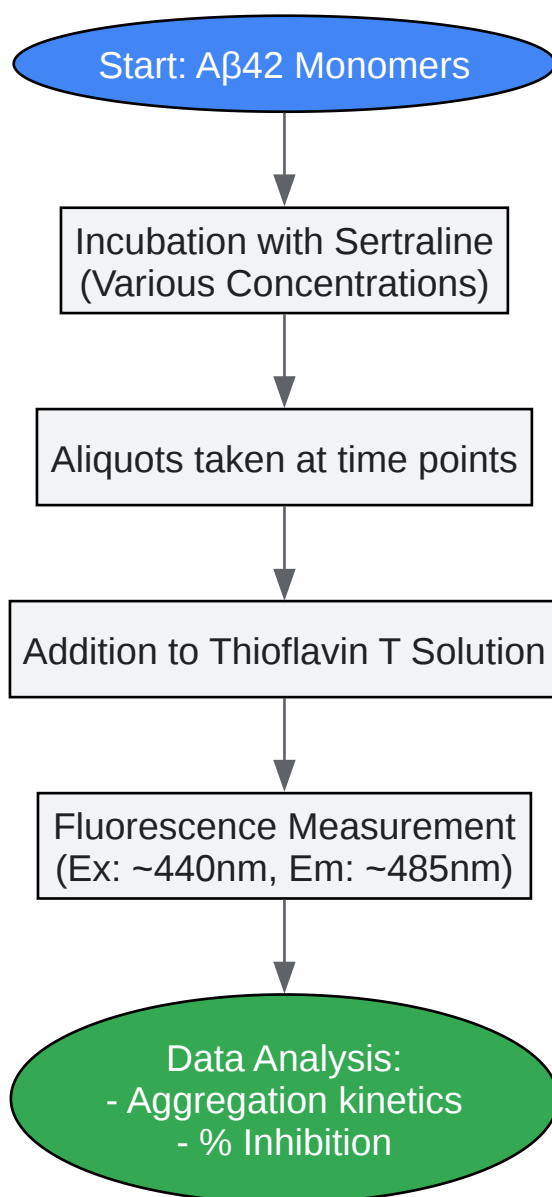 Start: Aβ42 Monomers
Incubation with Sertraline
(Various Concentrations)
Aliquots taken at time points
Addition to Thioflavin T Solution
Fluorescence Measurement
(Ex: ~440nm, Em: ~485nm)
Data Analysis:
- Aggregation kinetics
- % Inhibition